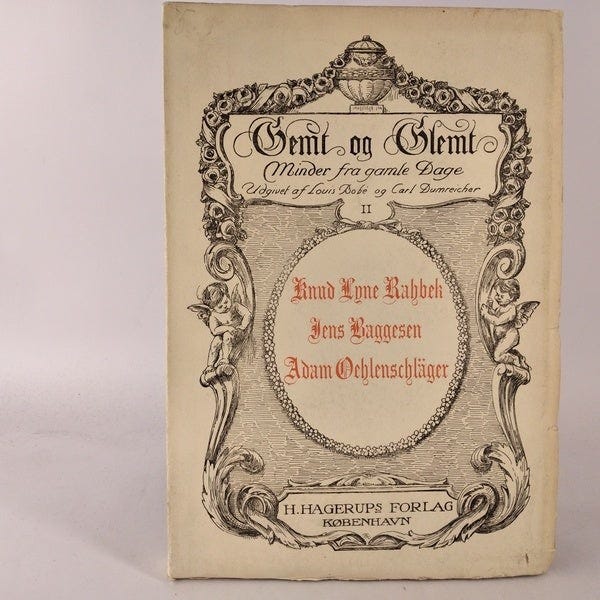 Gemt og Glemt
Minder fra gamle Dage
Udgivet af Louis Bobe og Carl Dumreicher
II
Knud Lyne Rahbek
Jens Baggesen
Adam Oehlenschläger
H. HAGERUPS FORLAG
KØBENHAVN